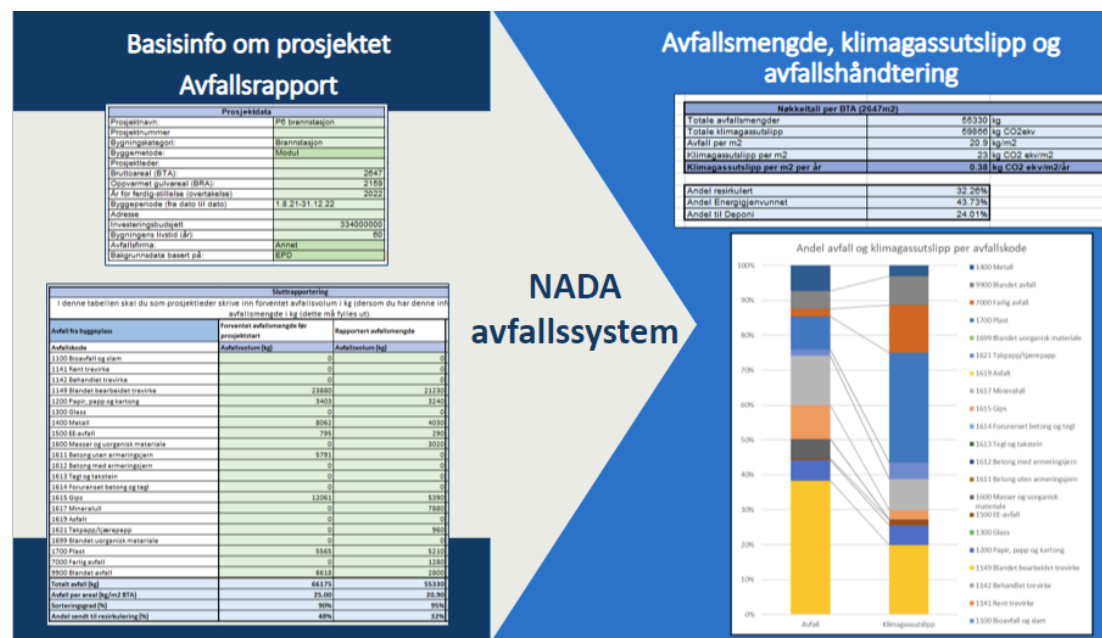 Basisinfo om prosjektet
Avfallsrapport
Prosjektdata
Prosjektnavn: P6 brannstasjon
Prosjektnummer
Bygningskategori: Brannstasjon
Byggemetode: Modul
Prosjektleder:
Bruttoareal (BTA): 2647
Oppvarmet gulvareal (BRA): 2159
År for ferdig-stillelse (overtakelse) 2022
Byggeperiode (fra dato til dato) 1.8.21-31.12.22
Adresse
Investeringsbudsjett 334000000
Bygningens livstid (år): 60
Avfallsfirma: Annet
Bakgrunnsdata basert på: EPD
Sluttrapportering
I denne tabellen skal du som prosjektleder skrive inn forventet avfallsvolum i kg (dersom du har denne inf
avfallsmengde i kg (dette må fylles ut).
Avfall fra byggeplass Forventet avfallsmengde før prosjektstart Rapportert avfallsmengde
Avfallskode Avfallsvolum (kg) Avfallsvolum (kg)
1100 Bioavfall og slam 0 0
1141 Rent trevirke 0 0
1142 Behandlet trevirke 0 0
1149 Blandet bearbeidet trevirke 23880 21230
1200 Papir, papp og kartong 3403 3240
1300 Glass 0 0
1400 Metall 8062 4030
1500 EE-avfall 795 290
1600 Masser og uorganisk materiale 0 3020
1611 Betong uten armeringsjern 5791 0
1612 Betong med armeringsjern 0 0
1613 Tegl og takstein 0 0
1614 Forurenset betong og tegl 0 0
1615 Gips 12061 5390
1617 Mineralull 0 7880
1619 Asfalt 0 0
1621 Takpapp/tjærepapp 0 960
1699 Blandet uorganisk materiale 0 0
1700 Plast 5565 5210
7000 Farlig avfall 0 1280
9900 Blandet avfall 6618 2800
Totalt avfall (kg) 66175 55330
Avfall per areal (kg/m2 BTA) 25.00 20.90
Sorteringsgrad (%) 90% 95%
Andel sendt til resirkulering (%) 48% 32%
NADA
avfallssystem
Avfallsmengde, klimagassutslipp og
avfallshåndtering
Nøkkeltall per BTA (2647m2)
Totale avfallsmengder 55330 kg
Totale klimagassutslipp 59866 kg CO2ekv
Avfall per m2 20.9 kg/m2
Klimagassutslipp per m2 23 kg CO2 ekv/m2
Klimagassutslipp per m2 per år 0.38 kg CO2 ekv/m2/år
Andel resirkulert 32.26%
Andel Energigjenvunnet 43.73%
Andel til Deponi 24.01%
Andel avfall og klimagassutslipp per avfallskode
100%
90%
80%
70%
60%
50%
40%
30%
20%
10%
0%
Avfall
Klimagassutslipp
1400 Metall
9900 Blandet avfall
7000 Farlig avfall
1700 Plast
1699 Blandet uorganisk materiale
1621 Takpapp/tjærepapp
1619 Asfalt
1617 Mineralull
1615 Gips
1614 Forurenset betong og tegl
1613 Tegl og takstein
1612 Betong med armeringsjern
1611 Betong uten armeringsjern
1600 Masser og uorganisk
materiale
1500 EE-avfall
1300 Glass
1200 Papir, papp og kartong
1149 Blandet bearbeidet trevirke
1142 Behandlet trevirke
1141 Rent trevirke
1100 Bioavfall og slam